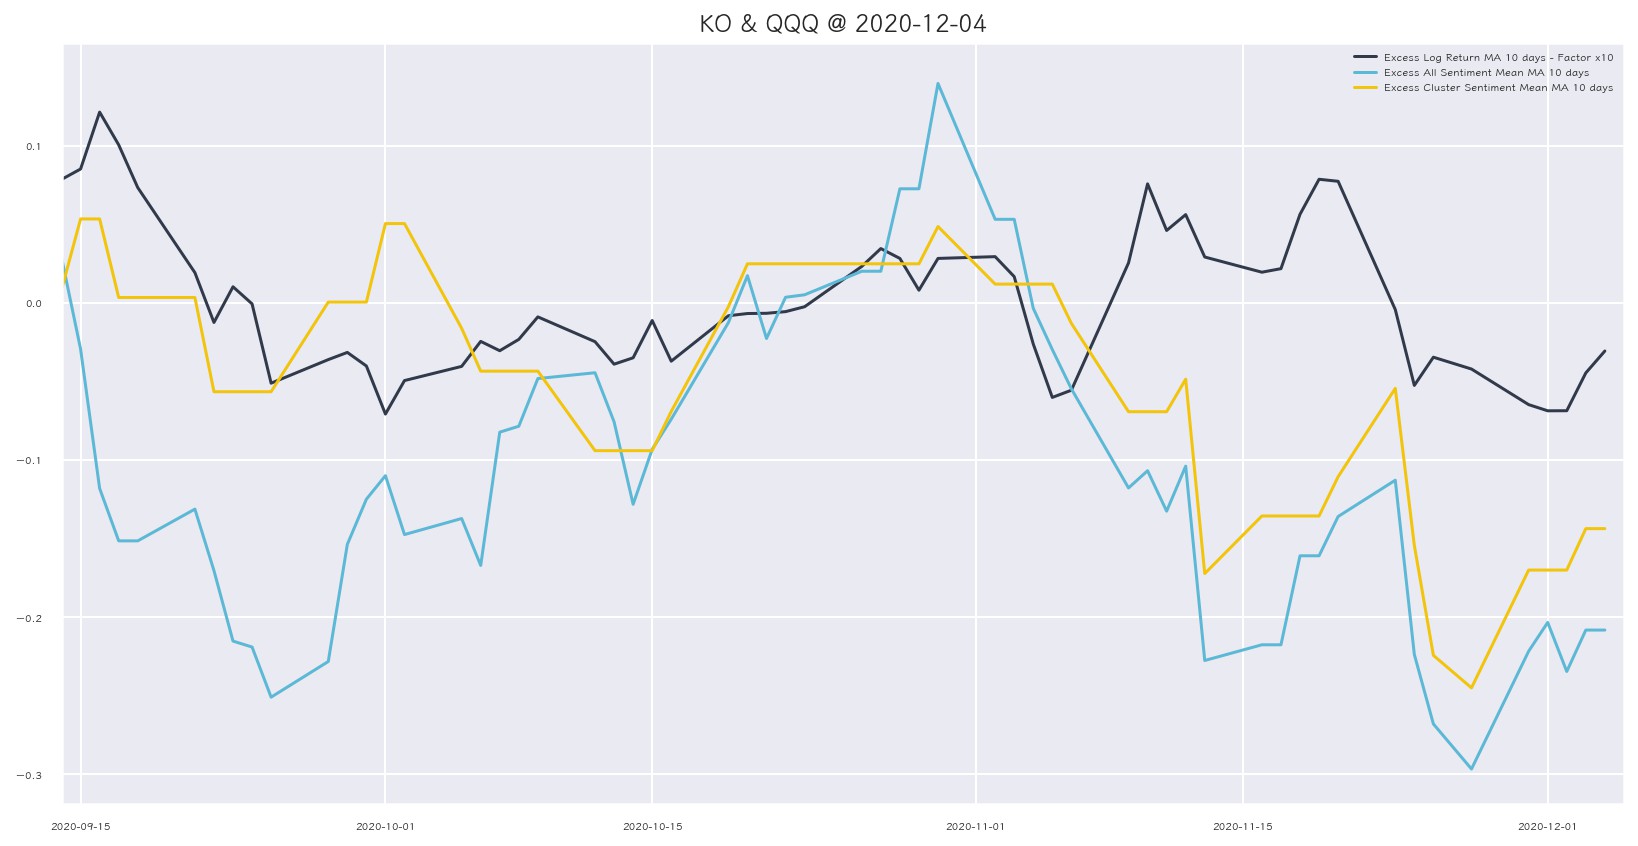 KO & QQQ @ 2020-12-04
Excess Log Return MA 10 days - Factor x10
Excess All Sentiment Mean MA 10 days
Excess Cluster Sentiment Mean MA 10 days
0.1
0.0
−0.1
−0.2
−0.3
2020-09-15
2020-10-01
2020-10-15
2020-11-01
2020-11-15
2020-12-01